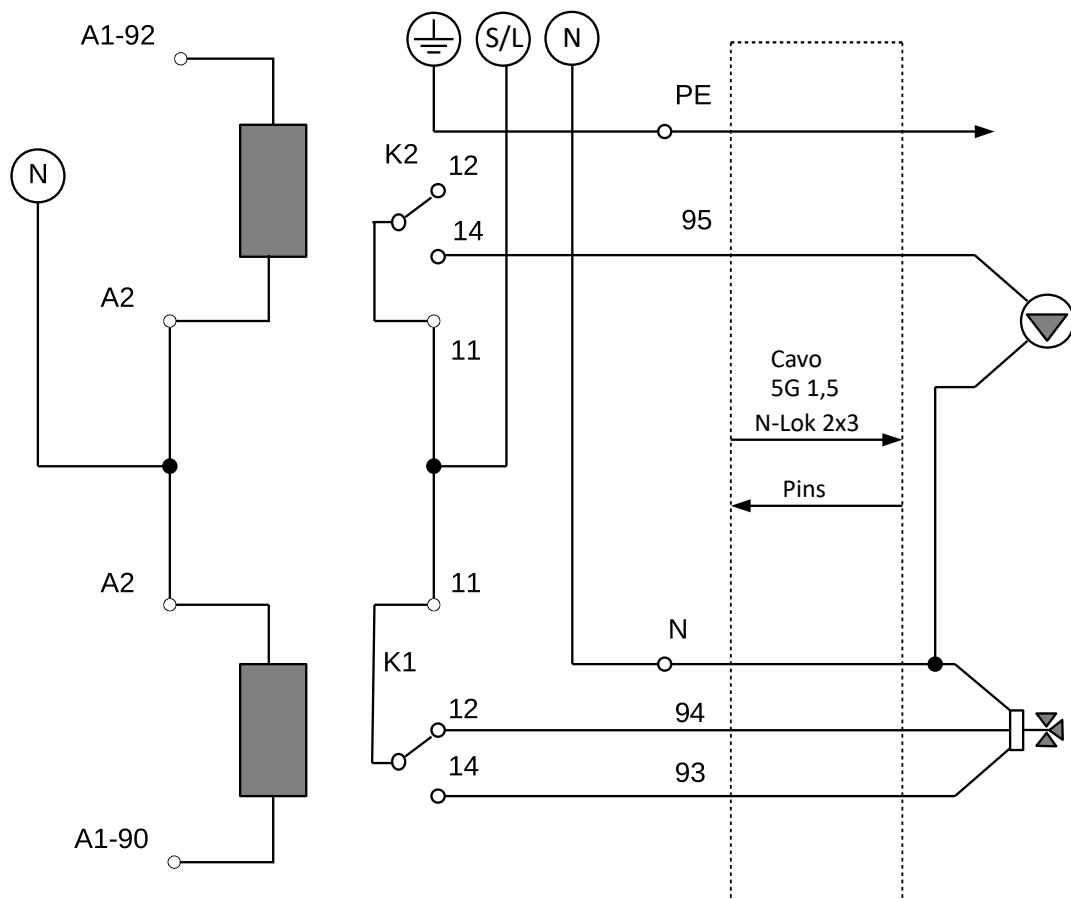 A1-92
S/L
N
PE
K2
12
N
14
95
A2
11
Cavo
5G 1,5
N-Lok 2x3
Pins
A2
11
N
K1
12
94
14
93
A1-90